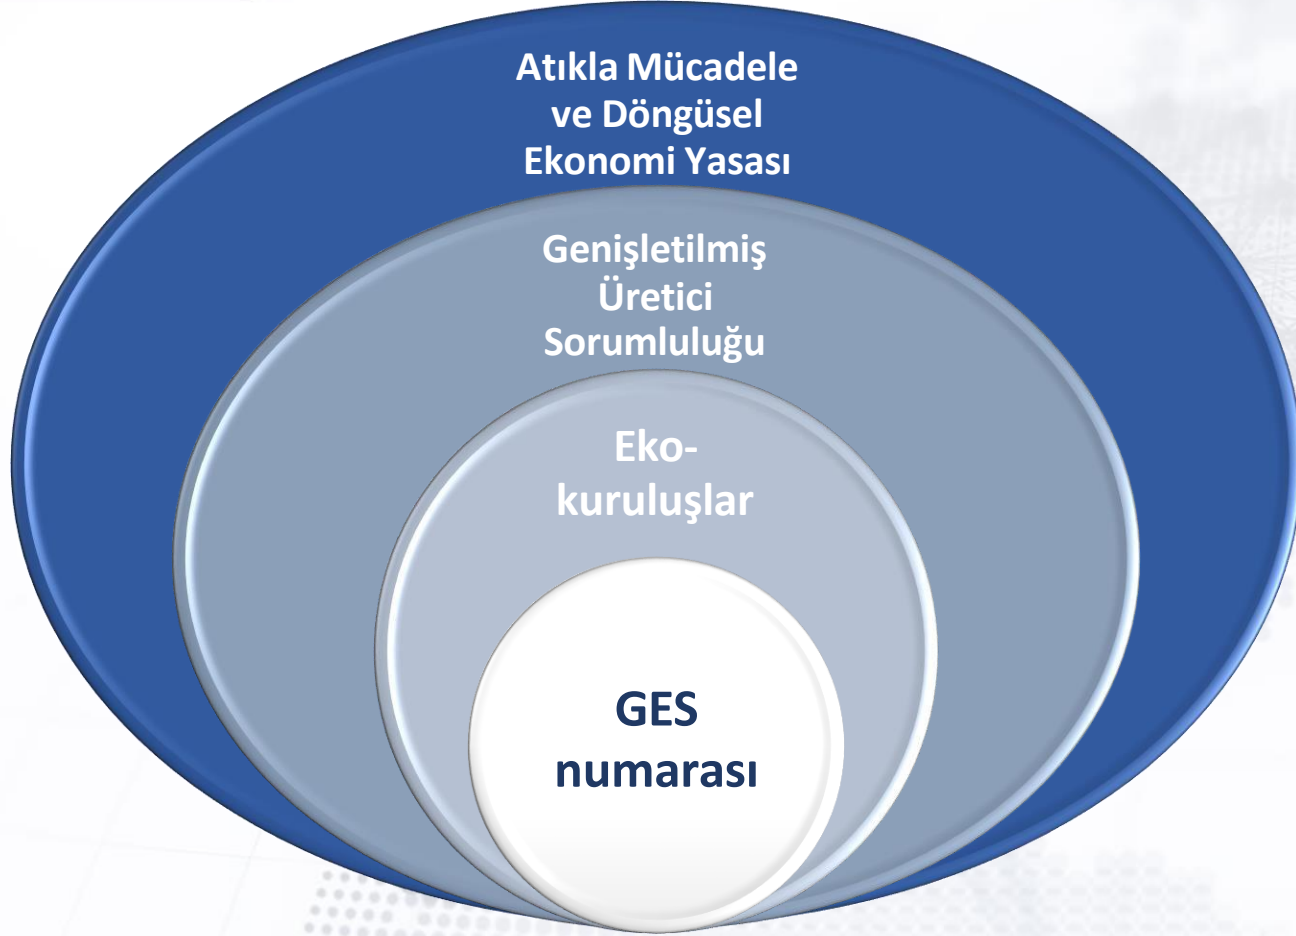 Atıkla Mücadele
ve Döngüsel
Ekonomi Yasası
Genişletilmiş
Üretici
Sorumluluğu
Eko-
kuruluşlar
GES
numarası